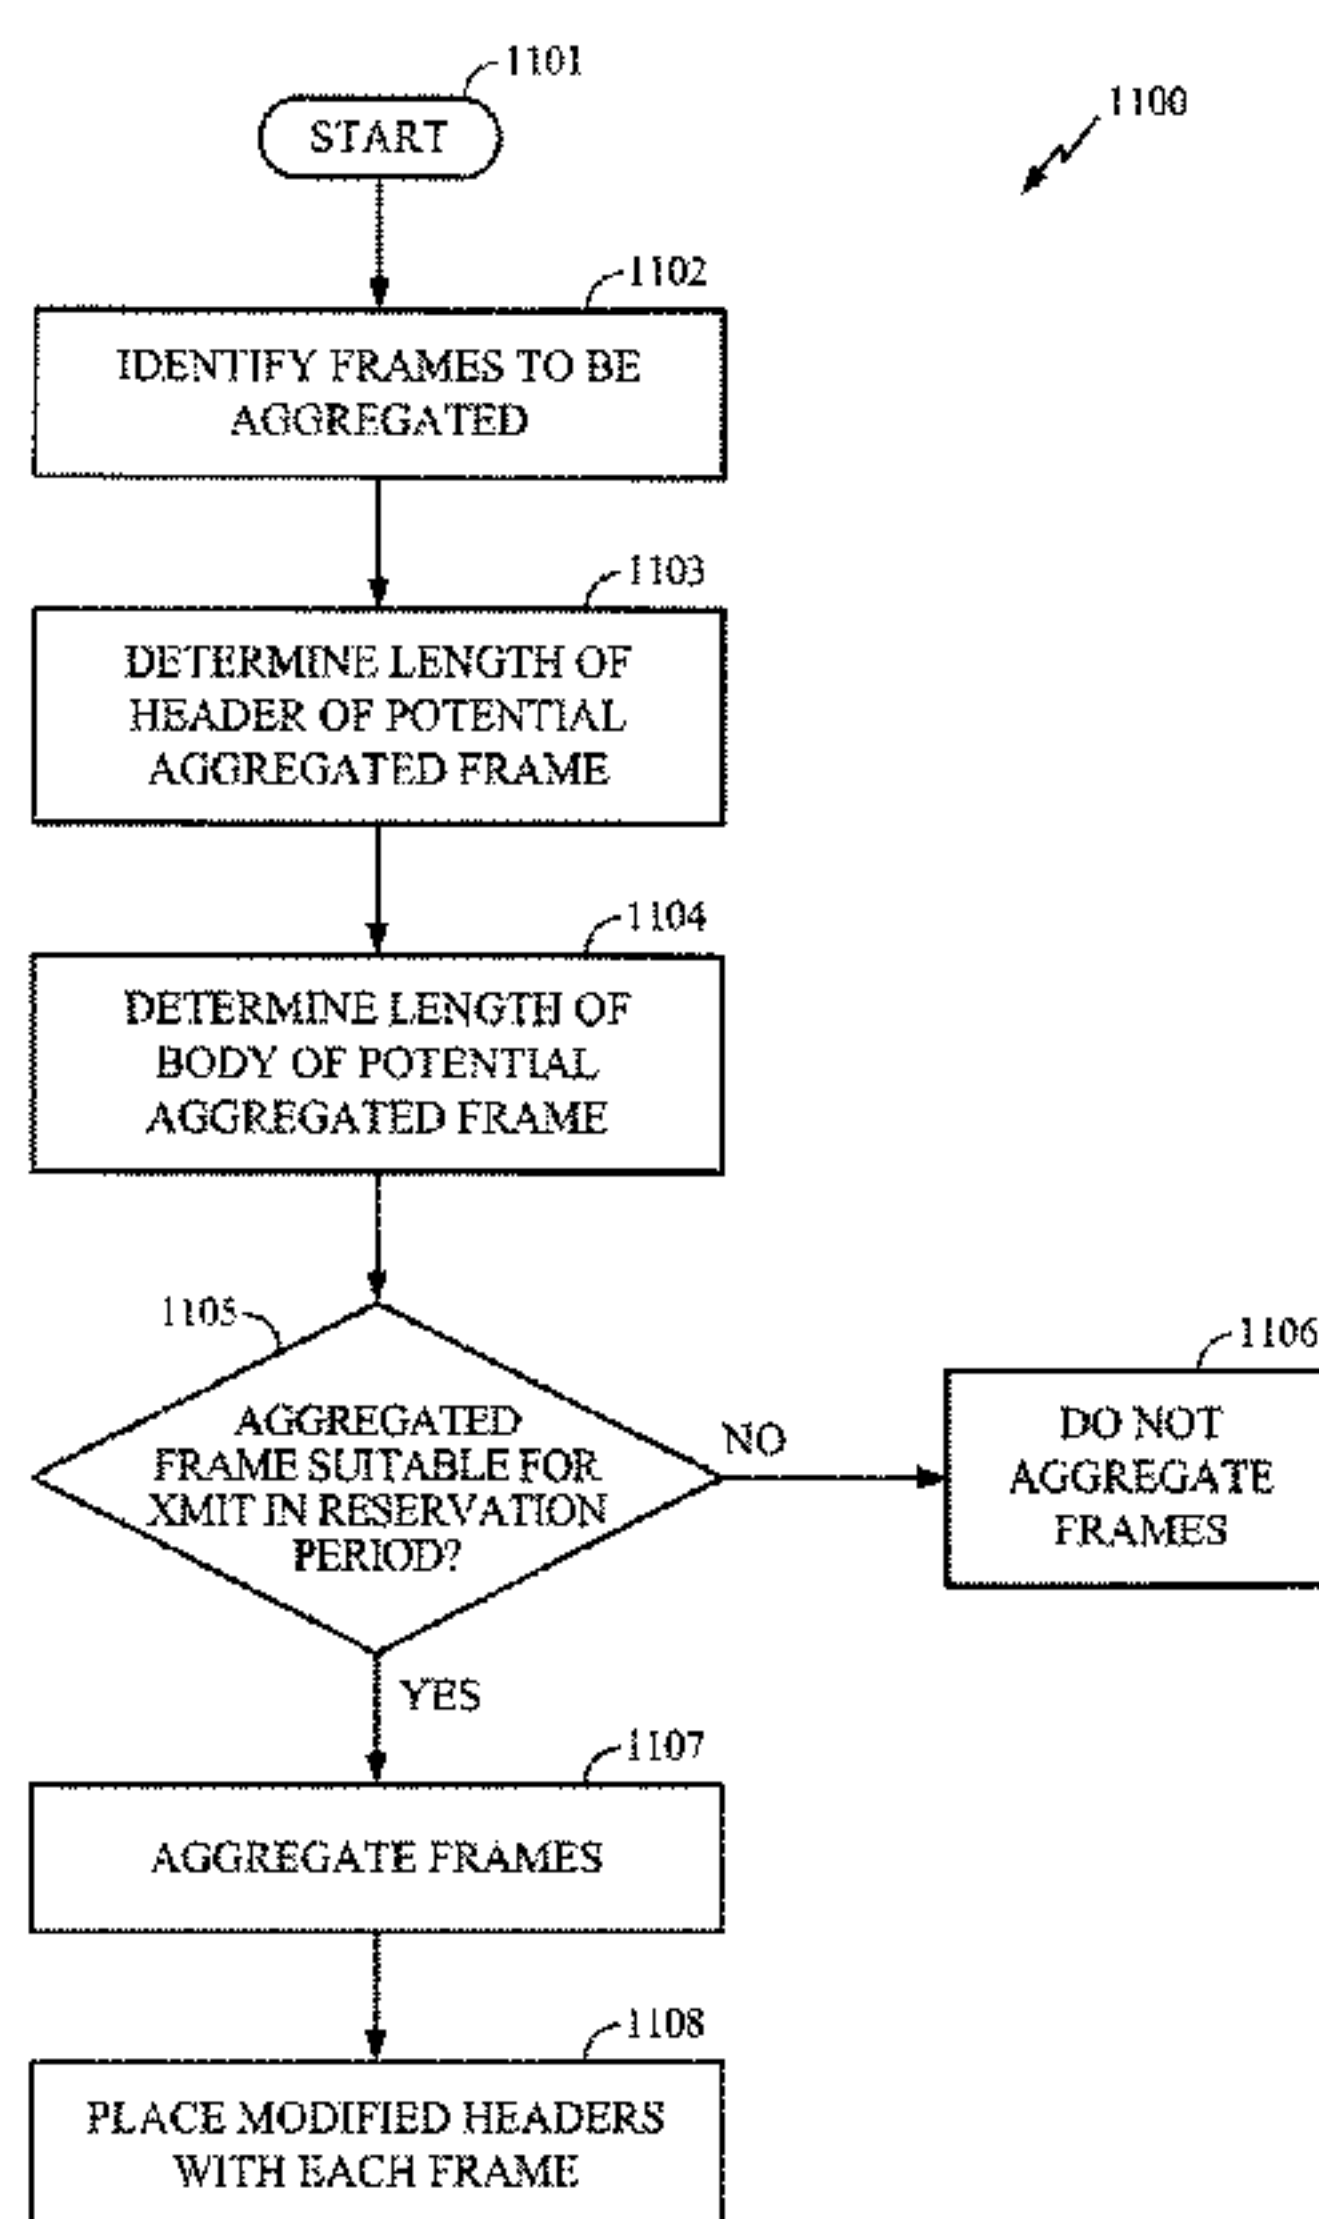 1101
START
1100
1102
IDENTIFY FRAMES TO BE
AGGREGATED
1103
DETERMINE LENGTH OF
HEADER OF POTENTIAL
AGGREGATED FRAME
1104
DETERMINE LENGTH OF
BODY OF POTENTIAL
AGGREGATED FRAME
1105
AGGREGATED
FRAME SUITABLE FOR
XMIT IN RESERVATION
PERIOD?
NO
1106
DO NOT
AGGREGATE
FRAMES
YES
1107
AGGREGATE FRAMES
1108
PLACE MODIFIED HEADERS
WITH EACH FRAME